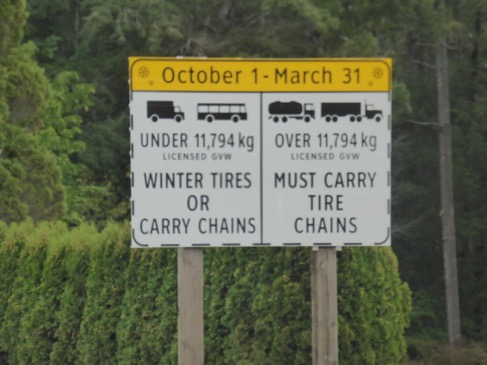 October 1 - March 31
UNDER 11,794 kg
LICENSED GVW
WINTER TIRES
OR
CARRY CHAINS
OVER 11,794 kg
LICENSED GVW
MUST CARRY
TIRE
CHAINS